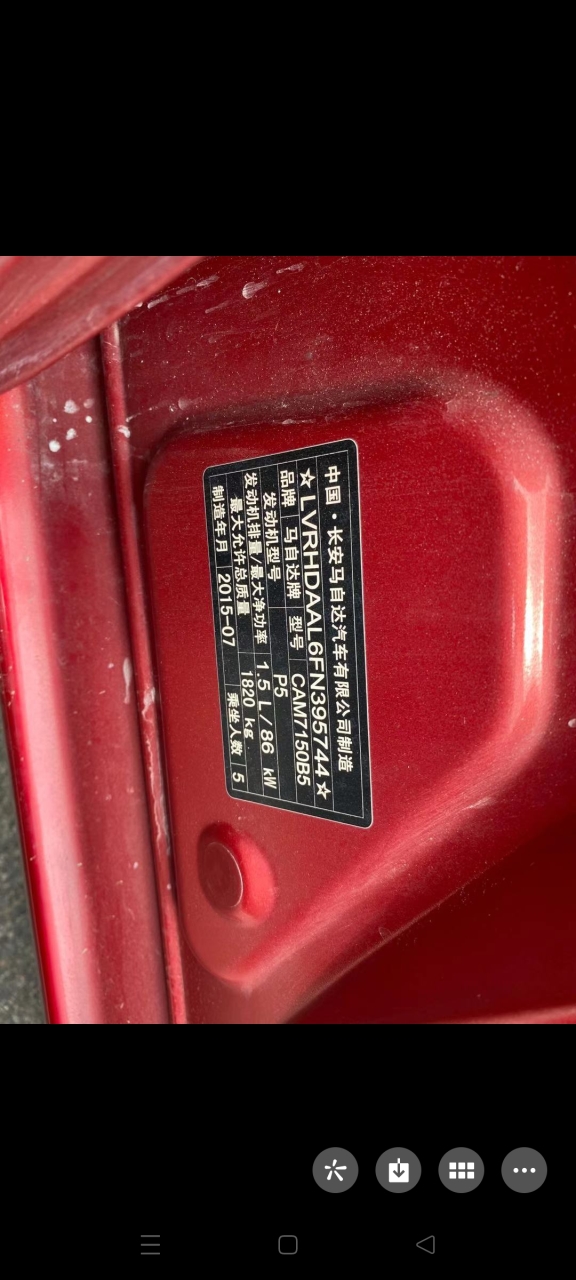 中国·长安马自达汽车有限公司制造
☆LVRHDAAL6FN395744☆
品牌 马自达牌 型号 CAM7150B5
发动机型号 P5
发动机排量/最大净功率 1.5 L/86 kW
最大允许总质量 1820 kg
制造年月 2015-07 乘坐人数 5